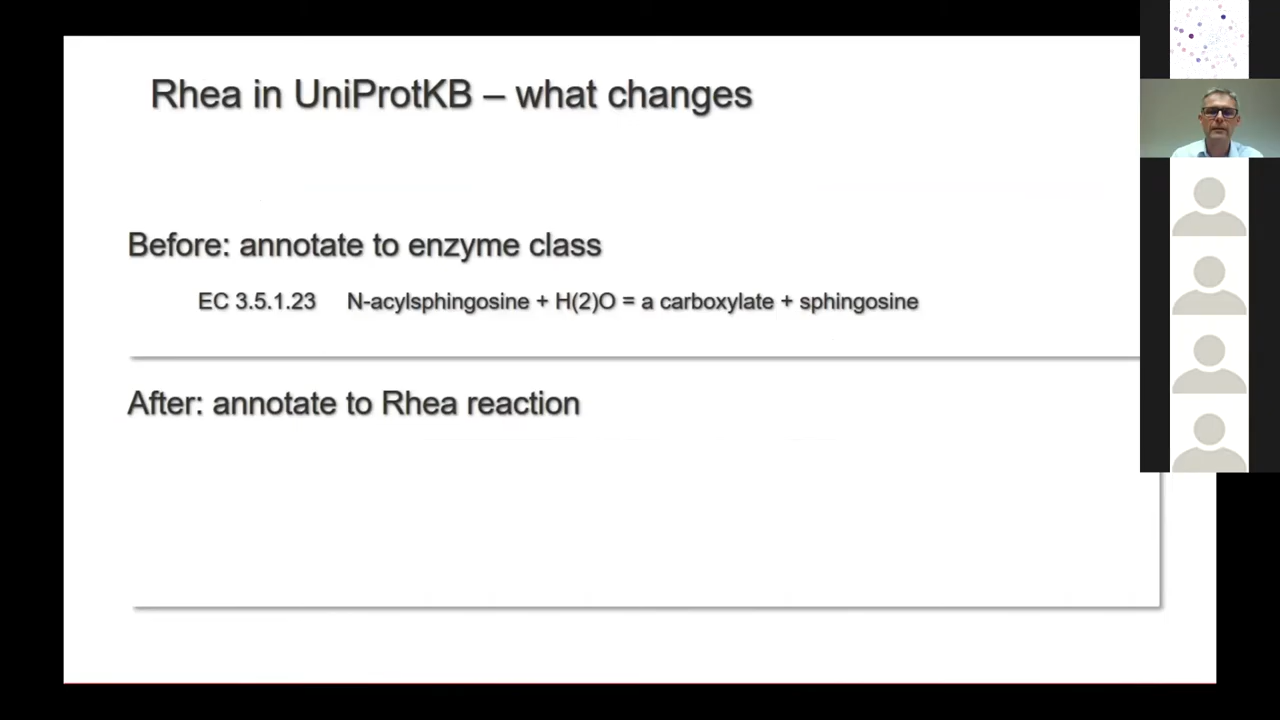 Rhea in UniProtKB – what changes
Before: annotate to enzyme class
EC 3.5.1.23 N-acylsphingosine + H(2)O = a carboxylate + sphingosine
After: annotate to Rhea reaction